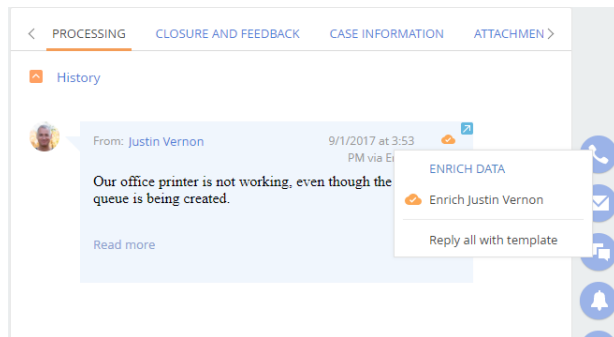 PROCESSING CLOSURE AND FEEDBACK CASE INFORMATION ATTACHMEN
History
From: Justin Vernon 9/1/2017 at 3:53
PM via
ENRICH DATA
Our office printer is not working, even though the
Enrich Justin Vernon
queue is being created.
Reply all with template
Read more